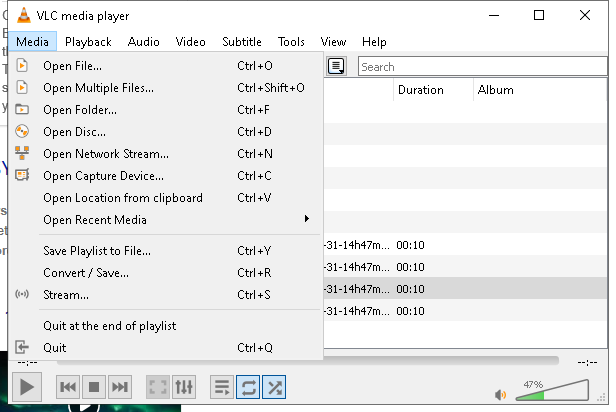 VLC media player
Media Playback Audio Video Subtitle Tools View Help
Open File... Ctrl+O
Search
Open Multiple Files... Ctrl+Shift+O
Duration Album
Open Folder... Ctrl+F
Open Disc... Ctrl+D
Open Network Stream... Ctrl+N
Open Capture Device... Ctrl+C
Open Location from clipboard Ctrl+V
Open Recent Media
-31-14h47m... 00:10
Save Playlist to File... Ctrl+Y
-31-14h47m... 00:10
Convert / Save... Ctrl+R
-31-14h47m... 00:10
Stream... Ctrl+S
-31-14h47m... 00:10
Quit at the end of playlist
Quit Ctrl+Q
--:-- --:--
47%